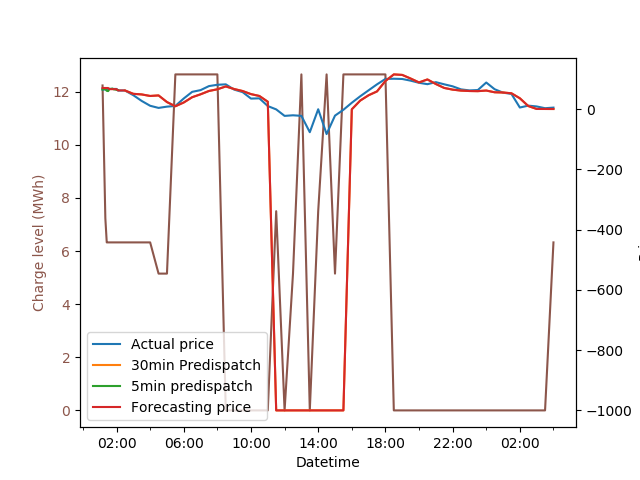 12
10
8
6
4
2
0
Charge level (MWh)
0
−200
−400
−600
−800
−1000
Actual price
30min Predispatch
5min predispatch
Forecasting price
02:00 06:00 10:00 14:00 18:00 22:00 02:00
Datetime